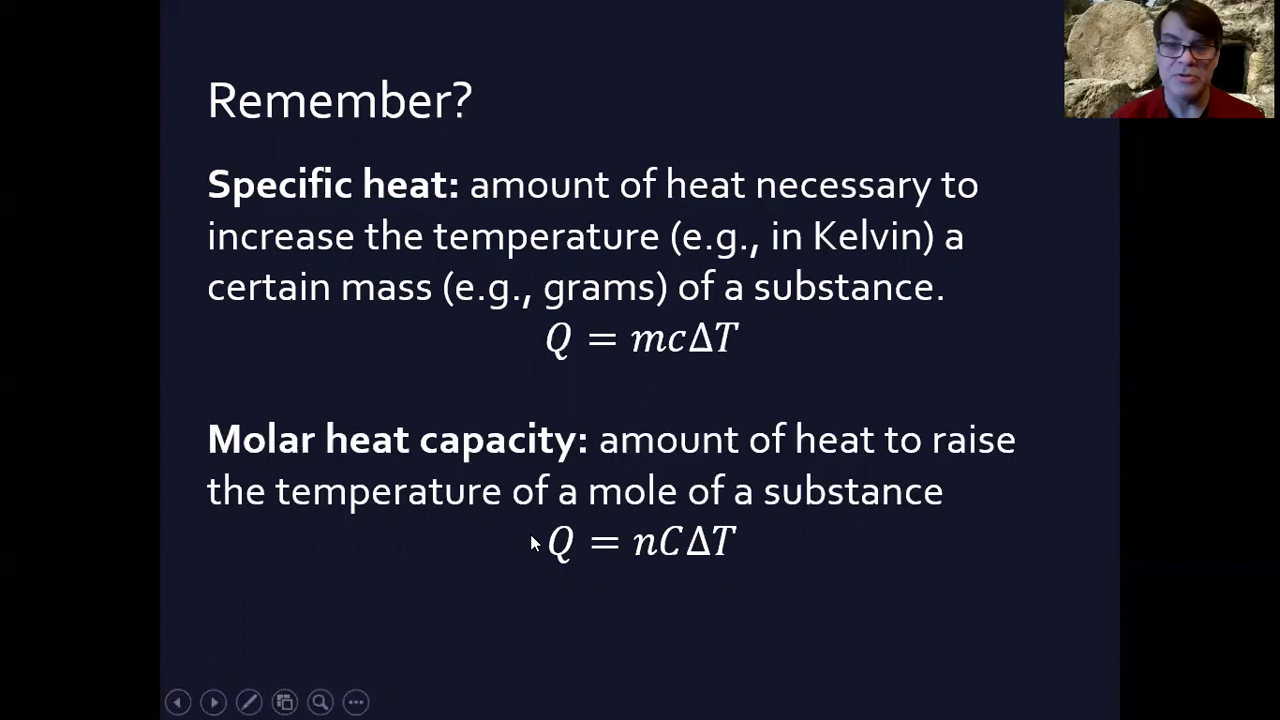 Remember?
Specific heat: amount of heat necessary to
increase the temperature (e.g., in Kelvin) a
certain mass (e.g., grams) of a substance.
Q = mcΔT
Molar heat capacity: amount of heat to raise
the temperature of a mole of a substance
Q = nCΔT